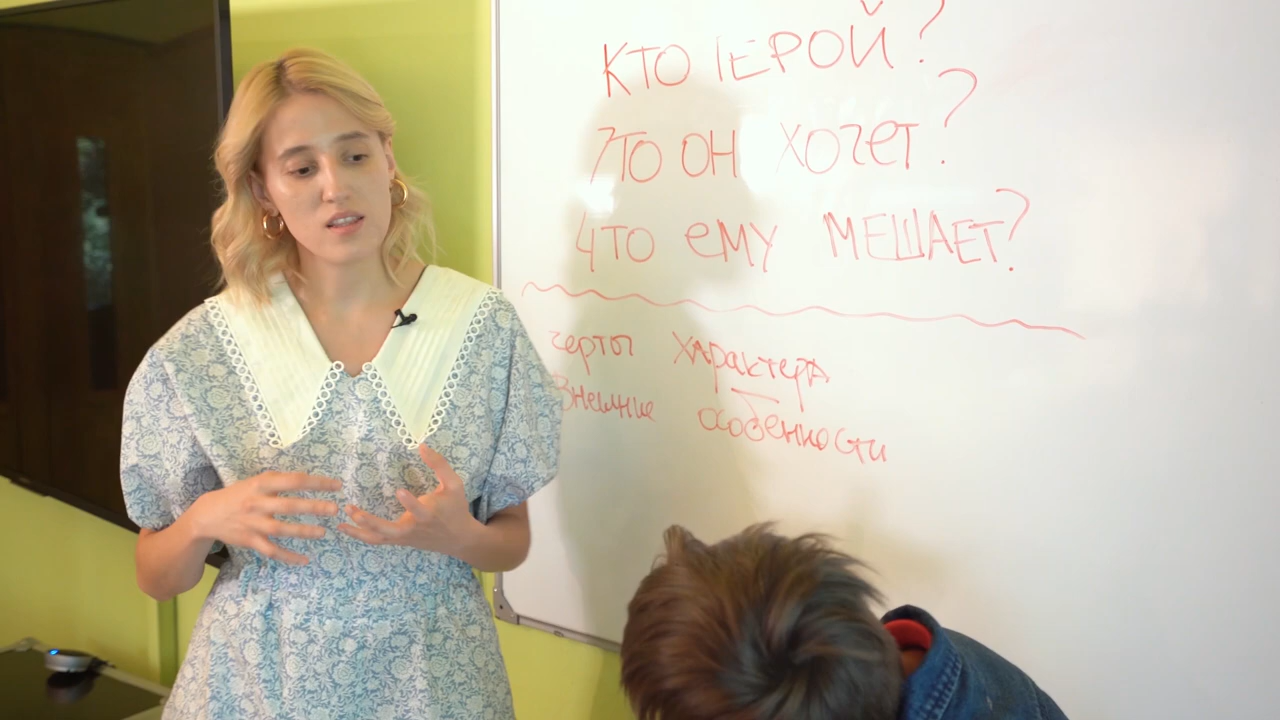 КТО ГЕРОЙ?
ЧТО ОН ХОЧЕТ?
ЧТО ЕМУ МЕШАЕТ?
черты характера
Внешние особенности